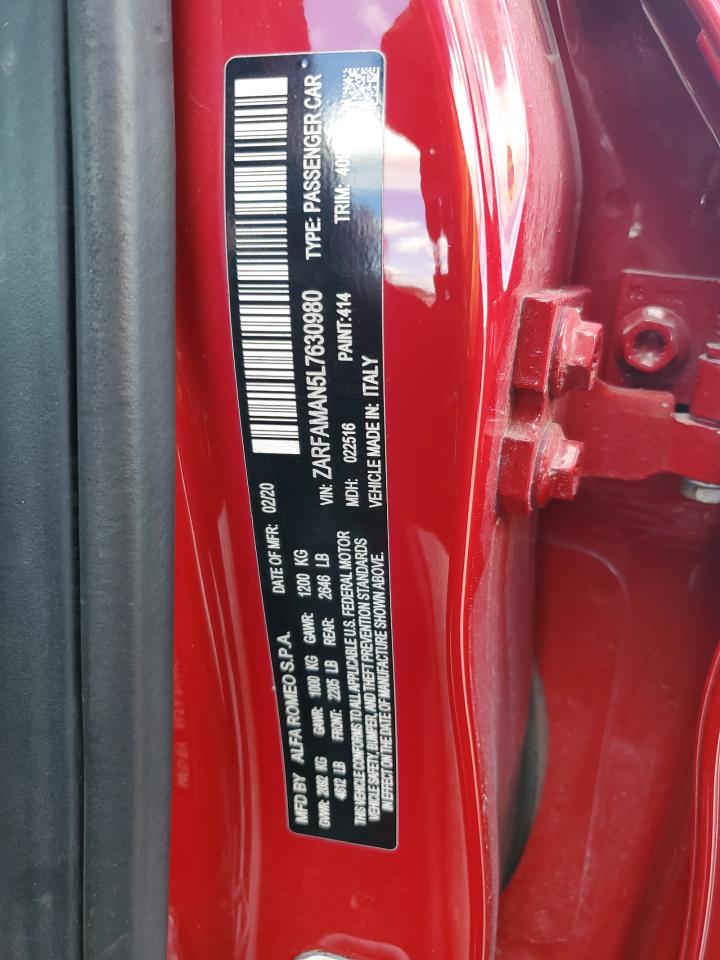 MFD BY ALFA ROMEO S.P.A. DATE OF MFR: 02/20
GVWR: 2092 KG GAWR: 1000 KG GAWR: 1200 KG
4612 LB FRONT: 2205 LB REAR: 2646 LB
THIS VEHICLE CONFORMS TO ALL APPLICABLE U.S. FEDERAL MOTOR
VEHICLE SAFETY, BUMPER, AND THEFT PREVENTION STANDARDS
IN EFFECT ON THE DATE OF MANUFACTURE SHOWN ABOVE.
VIN: ZARFAMAN5L7630980 TYPE: PASSENGER CAR
MDH: 022516 PAINT: 414 TRIM:
VEHICLE MADE IN: ITALY